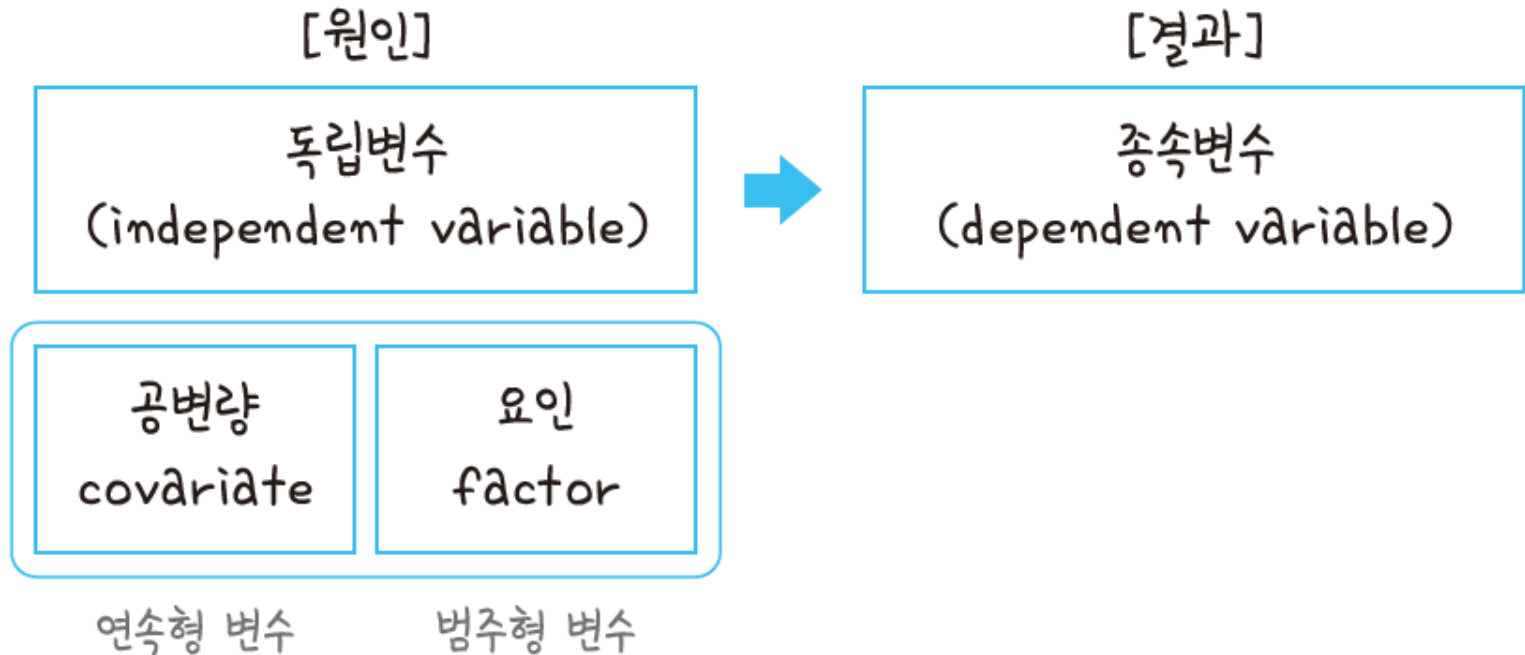 [원인]
독립변수
(independent variable)
공변량
covariate
요인
factor
연속형 변수
범주형 변수
[결과]
종속변수
(dependent variable)